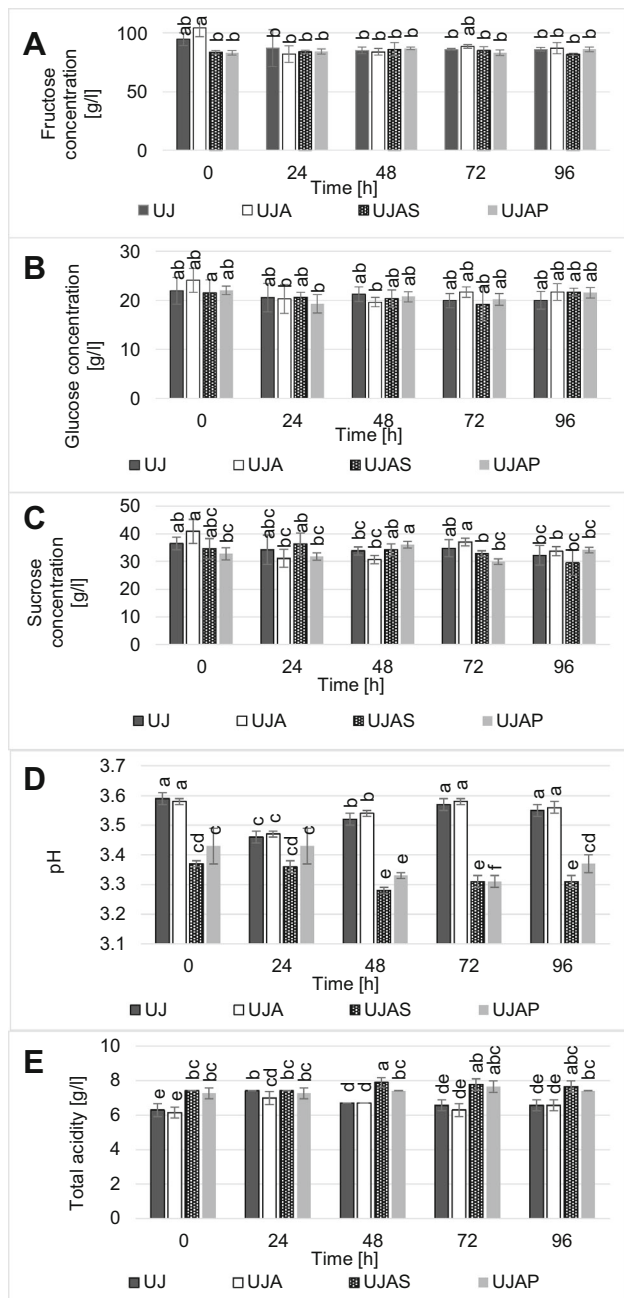 A
Fructose
concentration
[g/l]
100
50
0
ab a b b
b b b b
b b b b
b ab b b
b b b b
0 24 48 72 96
Time [h]
UJ UJA UJAS UJAP
B
Glucose concentration
[g/l]
30
20
10
0
ab ab a ab
ab b ab b
ab b ab ab
ab ab ab ab
ab ab ab ab
0 24 48 72 96
Time [h]
UJ UJA UJAS UJAP
C
Sucrose
concentration
[g/l]
50
40
30
20
10
0
ab a abc bc
abc bc ab bc
bc bc ab a
ab a b bc
bc b bc bc
0 24 48 72 96
Time [h]
UJ UJA UJAS UJAP
D
pH
3.7
3.6
3.5
3.4
3.3
3.2
3.1
a a cd c
c c cd c
b b e e
a a e f
a a e cd
0 24 48 72 96
Time [h]
UJ UJA UJAS UJAP
E
Total acidity [g/l]
10
8
6
4
2
0
e e bc bc
b cd bc bc
d d a bc
de de ab abc
de de abc bc
0 24 48 72 96
Time [h]
UJ UJA UJAS UJAP